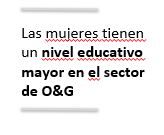 Las mujeres tienen
un nivel educativo
mayor en el sector
de O&G